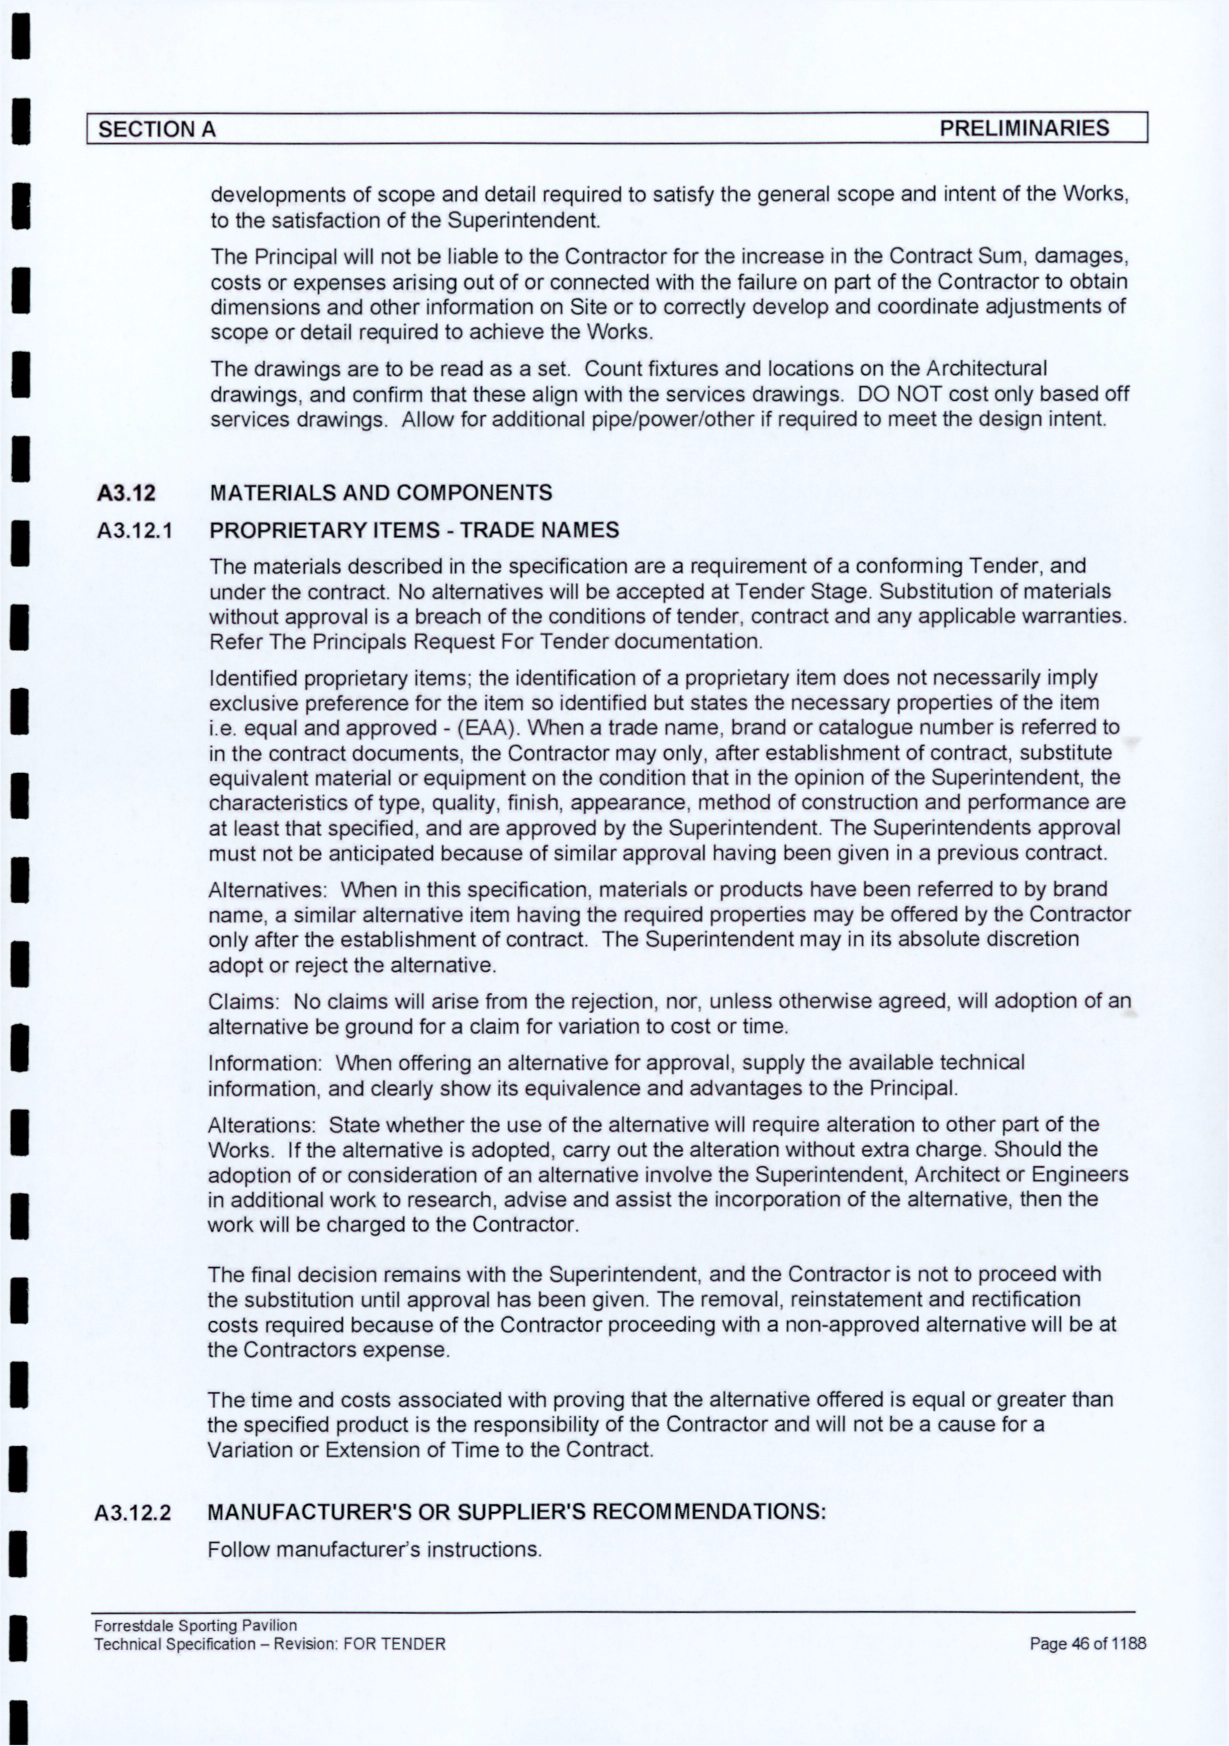 SECTION A PRELIMINARIES
developments of scope and detail required to satisfy the general scope and intent of the Works,
to the satisfaction of the Superintendent.
The Principal will not be liable to the Contractor for the increase in the Contract Sum, damages,
costs or expenses arising out of or connected with the failure on part of the Contractor to obtain
dimensions and other information on Site or to correctly develop and coordinate adjustments of
scope or detail required to achieve the Works.
The drawings are to be read as a set. Count fixtures and locations on the Architectural
drawings, and confirm that these align with the services drawings. DO NOT cost only based off
services drawings. Allow for additional pipe/power/other if required to meet the design intent.
A3.12 MATERIALS AND COMPONENTS
A3.12.1 PROPRIETARY ITEMS - TRADE NAMES
The materials described in the specification are a requirement of a conforming Tender, and
under the contract. No alternatives will be accepted at Tender Stage. Substitution of materials
without approval is a breach of the conditions of tender, contract and any applicable warranties.
Refer The Principals Request For Tender documentation.
Identified proprietary items; the identification of a proprietary item does not necessarily imply
exclusive preference for the item so identified but states the necessary properties of the item
i.e. equal and approved - (EAA). When a trade name, brand or catalogue number is referred to
in the contract documents, the Contractor may only, after establishment of contract, substitute
equivalent material or equipment on the condition that in the opinion of the Superintendent, the
characteristics of type, quality, finish, appearance, method of construction and performance are
at least that specified, and are approved by the Superintendent. The Superintendents approval
must not be anticipated because of similar approval having been given in a previous contract.
Alternatives: When in this specification, materials or products have been referred to by brand
name, a similar alternative item having the required properties may be offered by the Contractor
only after the establishment of contract. The Superintendent may in its absolute discretion
adopt or reject the alternative.
Claims: No claims will arise from the rejection, nor, unless otherwise agreed, will adoption of an
alternative be ground for a claim for variation to cost or time.
Information: When offering an alternative for approval, supply the available technical
information, and clearly show its equivalence and advantages to the Principal.
Alterations: State whether the use of the alternative will require alteration to other part of the
Works. If the alternative is adopted, carry out the alteration without extra charge. Should the
adoption of or consideration of an alternative involve the Superintendent, Architect or Engineers
in additional work to research, advise and assist the incorporation of the alternative, then the
work will be charged to the Contractor.
The final decision remains with the Superintendent, and the Contractor is not to proceed with
the substitution until approval has been given. The removal, reinstatement and rectification
costs required because of the Contractor proceeding with a non-approved alternative will be at
the Contractors expense.
The time and costs associated with proving that the alternative offered is equal or greater than
the specified product is the responsibility of the Contractor and will not be a cause for a
Variation or Extension of Time to the Contract.
A3.12.2 MANUFACTURER'S OR SUPPLIER'S RECOMMENDATIONS:
Follow manufacturer's instructions.
Forrestdale Sporting Pavilion
Technical Specification – Revision: FOR TENDER Page 46 of 1188